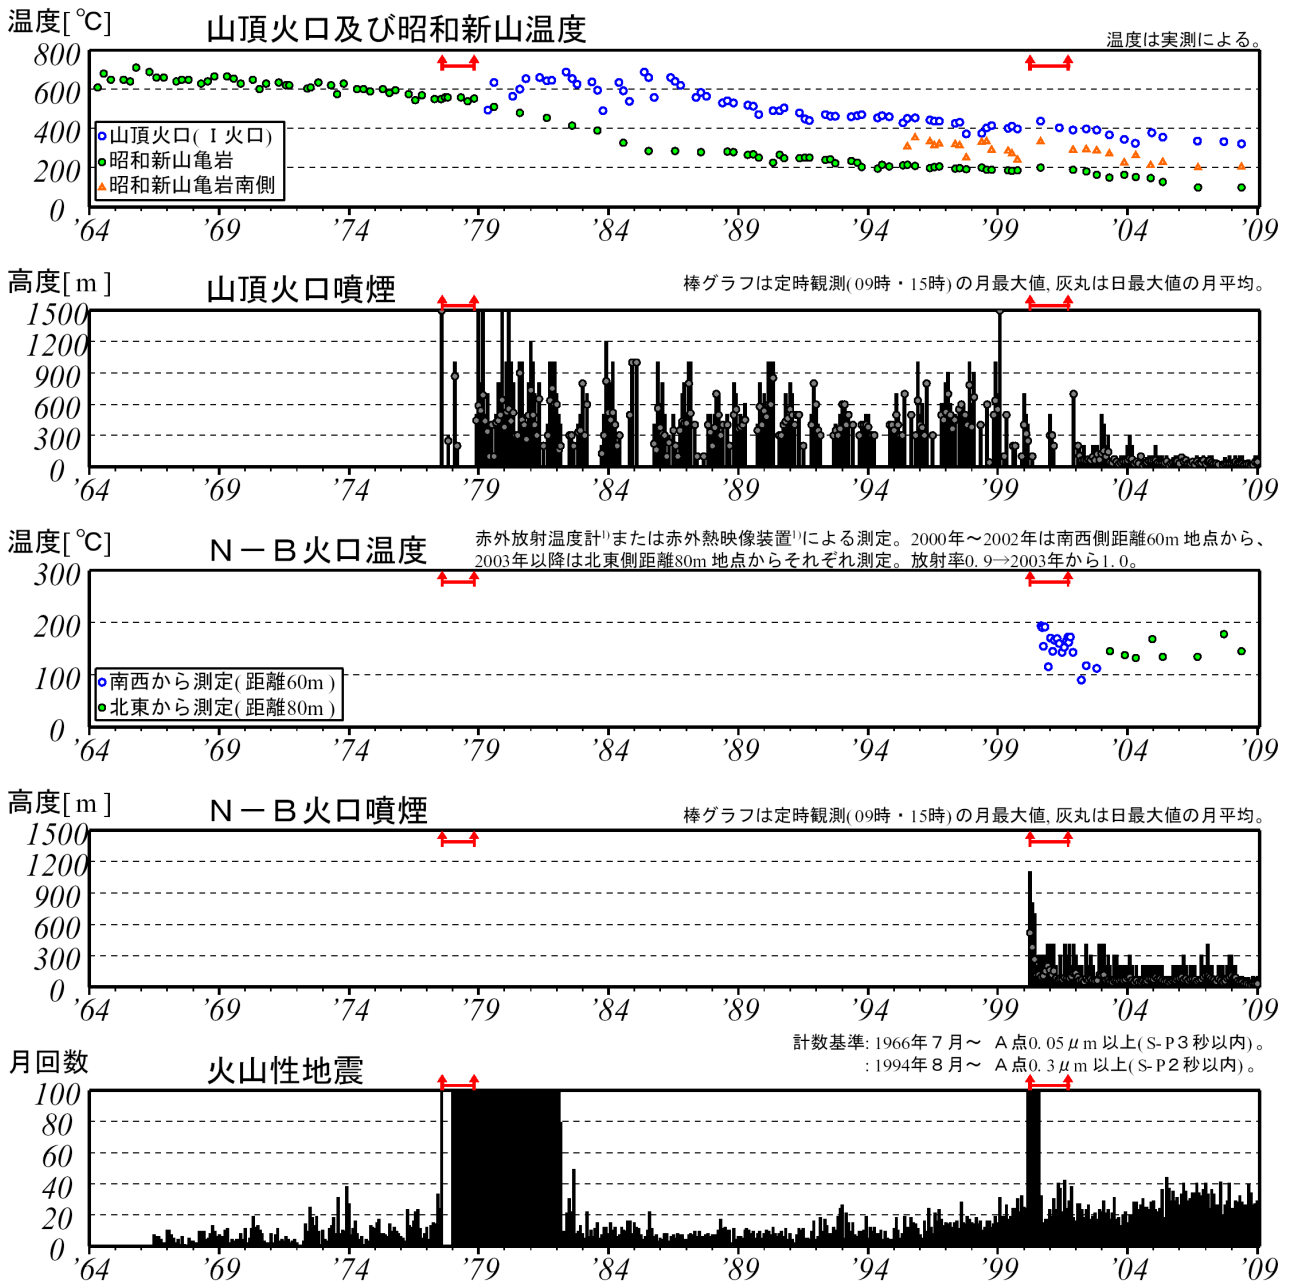 温度[℃]
山頂火口及び昭和新山温度
温度は実測による。
800
600
400
200
0
山頂火口(Ｉ火口)
昭和新山亀岩
昭和新山亀岩南側
'64 '69 '74 '79 '84 '89 '94 '99 '04 '09
高度[m]
山頂火口噴煙
棒グラフは定時観測(09時・15時)の月最大値,灰丸は日最大値の月平均。
1500
1200
900
600
300
0
'64 '69 '74 '79 '84 '89 '94 '99 '04 '09
温度[℃]
Ｎ－Ｂ火口温度
赤外放射温度計¹⁾または赤外熱映像装置¹⁾による測定。2000年～2002年は南西側距離60m地点から、
2003年以降は北東側距離80m地点からそれぞれ測定。放射率0.9→2003年から1.0。
300
200
100
0
南西から測定(距離60m)
北東から測定(距離80m)
'64 '69 '74 '79 '84 '89 '94 '99 '04 '09
高度[m]
Ｎ－Ｂ火口噴煙
棒グラフは定時観測(09時・15時)の月最大値,灰丸は日最大値の月平均。
1500
1200
900
600
300
0
'64 '69 '74 '79 '84 '89 '94 '99 '04 '09
月回数
火山性地震
計数基準:1966年７月～ Ａ点0.05μm以上(S-P３秒以内)。
:1994年８月～ Ａ点0.3μm以上(S-P２秒以内)。
100
80
60
40
20
0
'64 '69 '74 '79 '84 '89 '94 '99 '04 '09